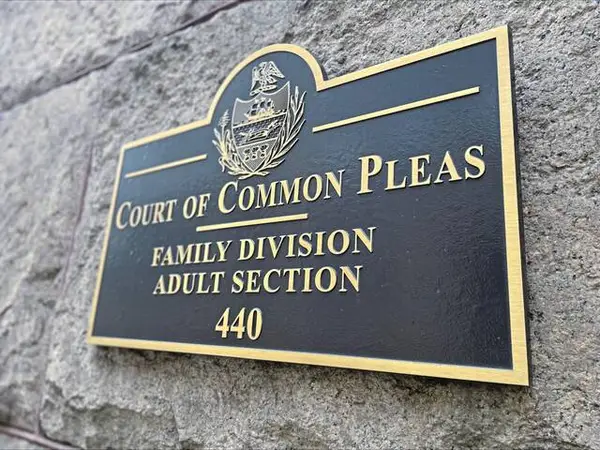 COURT OF COMMON PLEAS
FAMILY DIVISION
ADULT SECTION
440